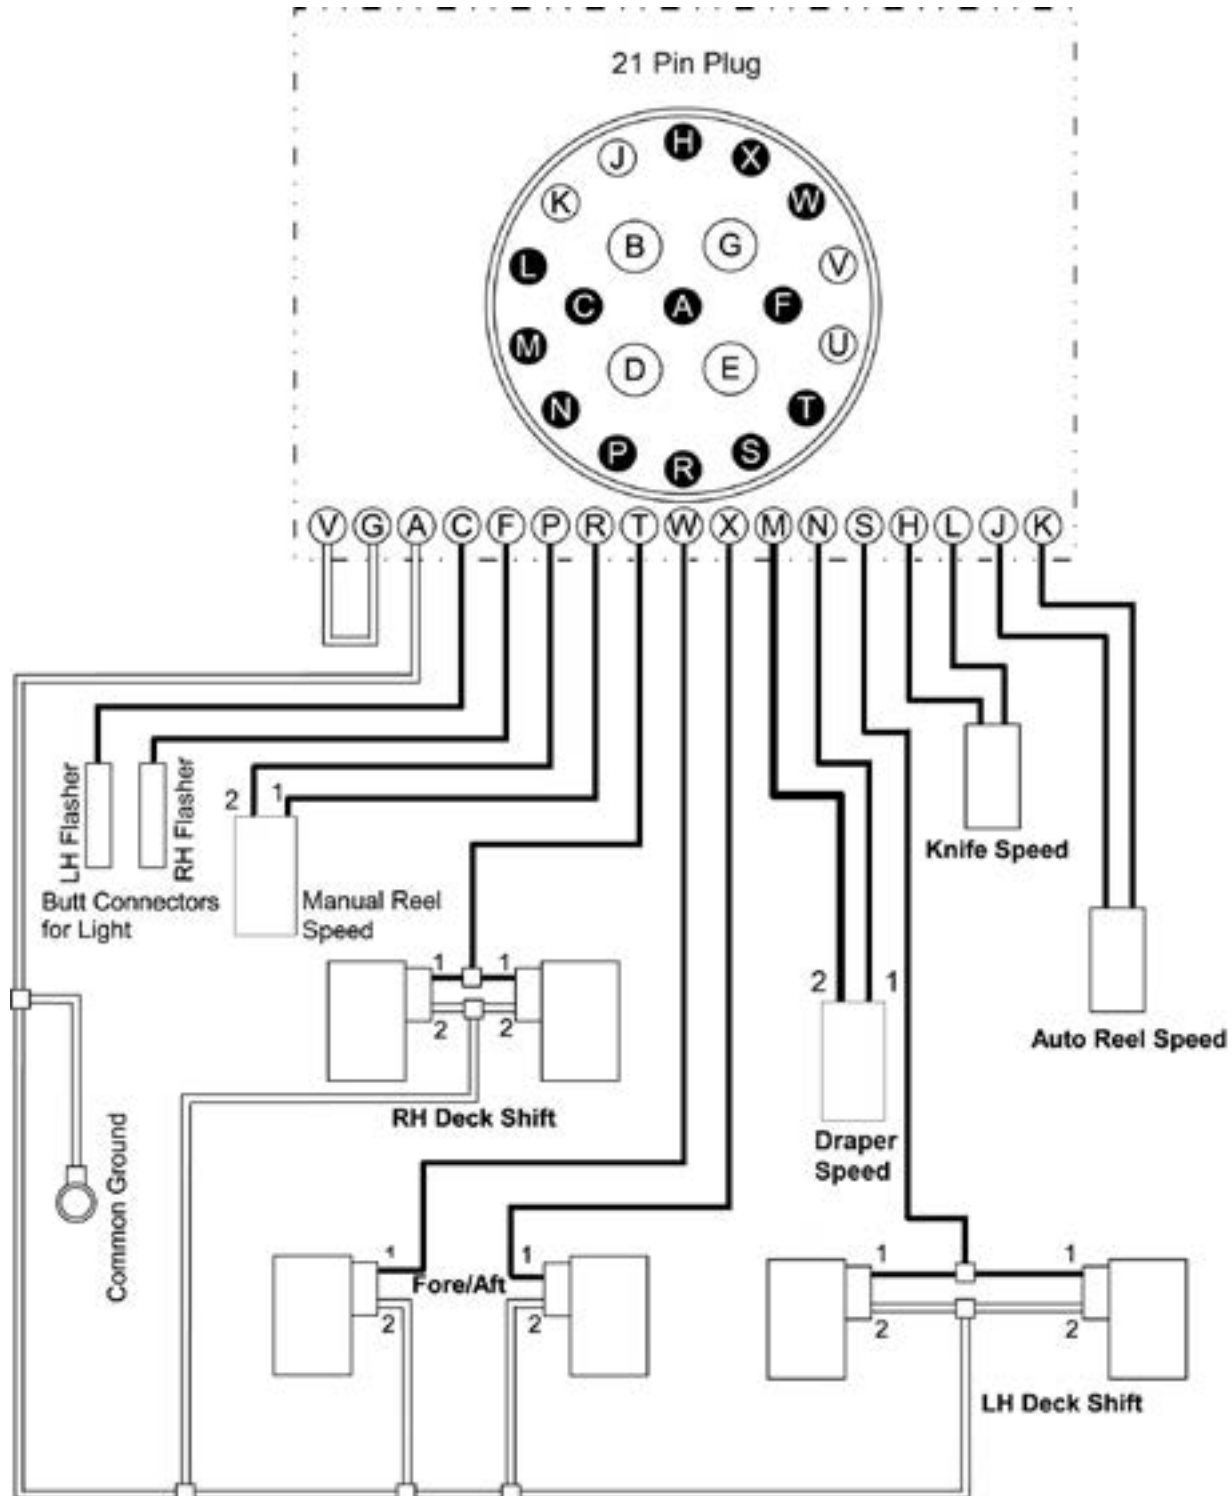 21 Pin Plug
H
J X
K W
B G
L V
C A F
M U
D E
N T
P S
R
V G A C F P R T W X M N S H L J K
LH Flasher
RH Flasher
2 1
Butt Connectors
for Light
Manual Reel
Speed
Knife Speed
2 1
Auto Reel Speed
1 1
2 2
RH Deck Shift
Draper
Speed
Common Ground
1 1
Fore/Aft
2 2
1 1
2 2
LH Deck Shift